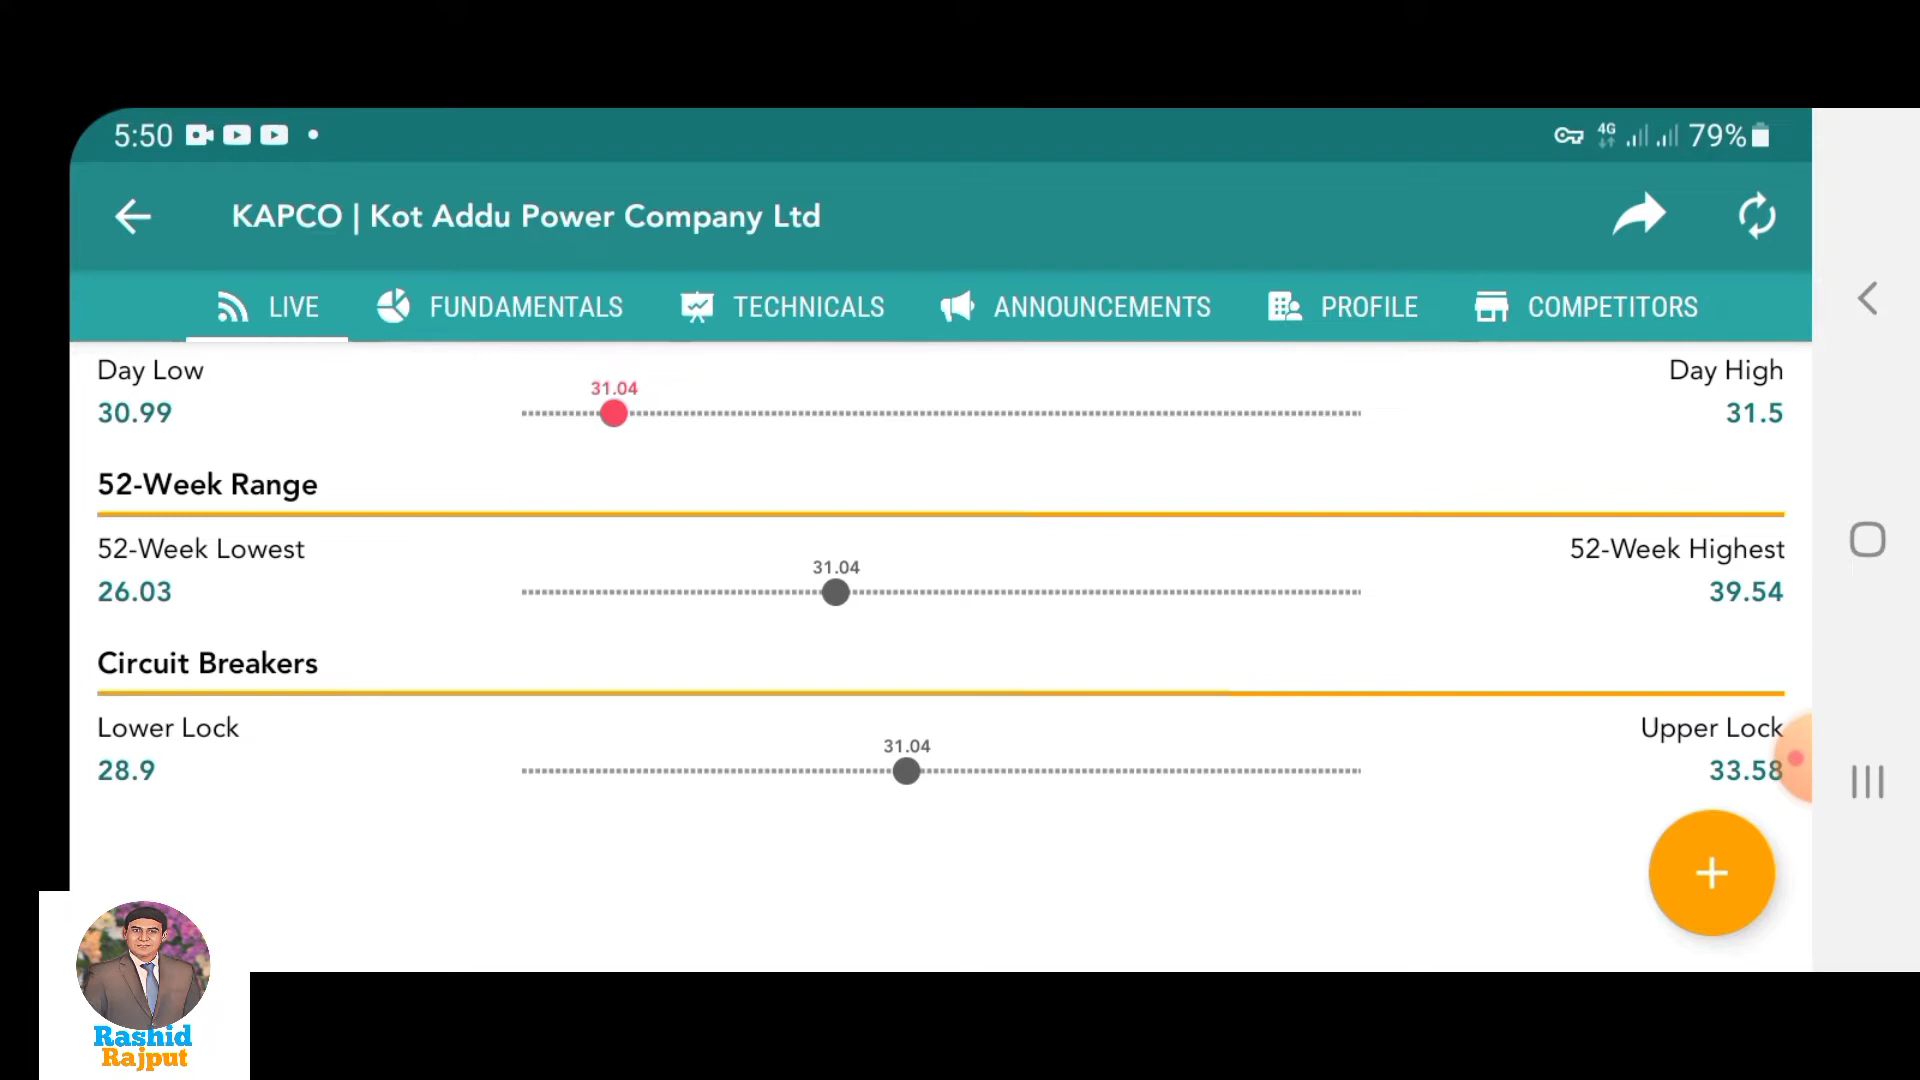 5:50
4G 79%
KAPCO | Kot Addu Power Company Ltd
LIVE FUNDAMENTALS TECHNICALS ANNOUNCEMENTS PROFILE COMPETITORS
Day Low Day High
31.04
30.99 31.5
52-Week Range
52-Week Lowest 52-Week Highest
31.04
26.03 39.54
Circuit Breakers
Lower Lock Upper Lock
31.04
28.9 33.58
+
Rashid
Rajput